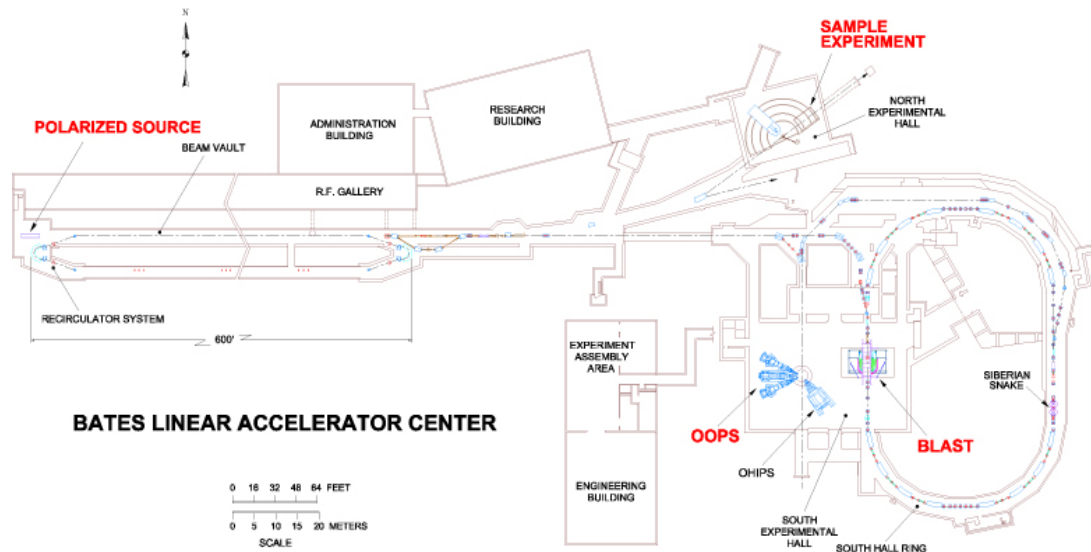 N
SAMPLE
EXPERIMENT
POLARIZED SOURCE
BEAM VAULT
ADMINISTRATION
BUILDING
RESEARCH
BUILDING
NORTH
EXPERIMENTAL
HALL
R.F. GALLERY
RECIRCULATOR SYSTEM
600'
EXPERIMENT
ASSEMBLY
AREA
SIBERIAN
SNAKE
BATES LINEAR ACCELERATOR CENTER
OOPS
BLAST
OHIPS
ENGINEERING
BUILDING
0 16 32 48 64 FEET
0 5 10 15 20 METERS
SCALE
SOUTH
EXPERIMENTAL
HALL
SOUTH HALL RING